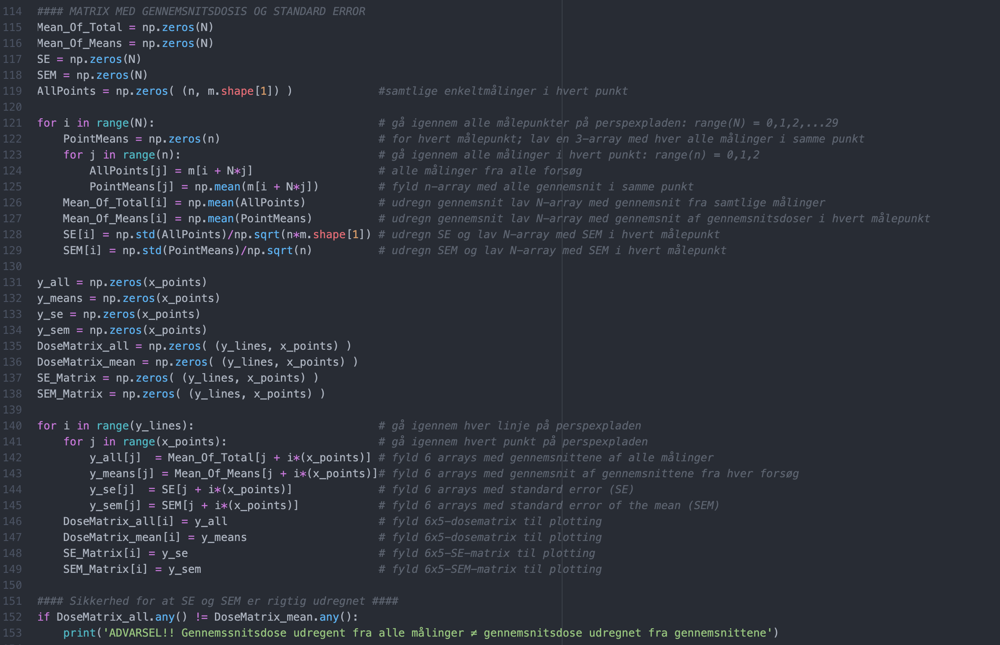 114 #### MATRIX MED GENNEMSNITSDOSIS OG STANDARD ERROR
115 Mean_Of_Total = np.zeros(N)
116 Mean_Of_Means = np.zeros(N)
117 SE = np.zeros(N)
118 SEM = np.zeros(N)
119 AllPoints = np.zeros( (n, m.shape[1]) )             #samtlige enkeltmålinger i hvert punkt
120
121 for i in range(N):                                  # gå igennem alle målepunkter på perspexpladen: range(N) = 0,1,2,...29
122     PointMeans = np.zeros(n)                        # for hvert målepunkt; lav en 3-array med hver alle målinger i samme punkt
123     for j in range(n):                              # gå igennem alle målinger i hvert punkt: range(n) = 0,1,2
124         AllPoints[j] = m[i + N*j]                   # alle målinger fra alle forsøg
125         PointMeans[j] = np.mean(m[i + N*j])         # fyld n-array med alle gennemsnit i samme punkt
126     Mean_Of_Total[i] = np.mean(AllPoints)           # udregn gennemsnit lav N-array med gennemsnit fra samtlige målinger
127     Mean_Of_Means[i] = np.mean(PointMeans)          # udregn gennemsnit lav N-array med gennemsnit af gennemsnitsdoser i hvert målepunkt
128     SE[i] = np.std(AllPoints)/np.sqrt(n*m.shape[1]) # udregn SE og lav N-array med SEM i hvert målepunkt
129     SEM[i] = np.std(PointMeans)/np.sqrt(n)          # udregn SEM og lav N-array med SEM i hvert målepunkt
130
131 y_all = np.zeros(x_points)
132 y_means = np.zeros(x_points)
133 y_se = np.zeros(x_points)
134 y_sem = np.zeros(x_points)
135 DoseMatrix_all = np.zeros( (y_lines, x_points) )
136 DoseMatrix_mean = np.zeros( (y_lines, x_points) )
137 SE_Matrix = np.zeros( (y_lines, x_points) )
138 SEM_Matrix = np.zeros( (y_lines, x_points) )
139
140 for i in range(y_lines):                            # gå igennem hver linje på perspexpladen
141     for j in range(x_points):                       # gå igennem hvert punkt på perspexpladen
142         y_all[j]  = Mean_Of_Total[j + i*(x_points)] # fyld 6 arrays med gennemsnittene af alle målinger
143         y_means[j] = Mean_Of_Means[j + i*(x_points)]# fyld 6 arrays med gennemsnit af gennemsnittene fra hver forsøg
144         y_se[j]  = SE[j + i*(x_points)]             # fyld 6 arrays med standard error (SE)
145         y_sem[j] = SEM[j + i*(x_points)]            # fyld 6 arrays med standard error of the mean (SEM)
146     DoseMatrix_all[i] = y_all                       # fyld 6x5-dosematrix til plotting
147     DoseMatrix_mean[i] = y_means                    # fyld 6x5-dosematrix til plotting
148     SE_Matrix[i] = y_se                             # fyld 6x5-SE-matrix til plotting
149     SEM_Matrix[i] = y_sem                           # fyld 6x5-SEM-matrix til plotting
150
151 #### Sikkerhed for at SE og SEM er rigtig udregnet ####
152 if DoseMatrix_all.any() != DoseMatrix_mean.any():
153     print('ADVARSEL!! Gennemssnitsdose udregent fra alle målinger ≠ gennemsnitsdose udregnet fra gennemsnittene')